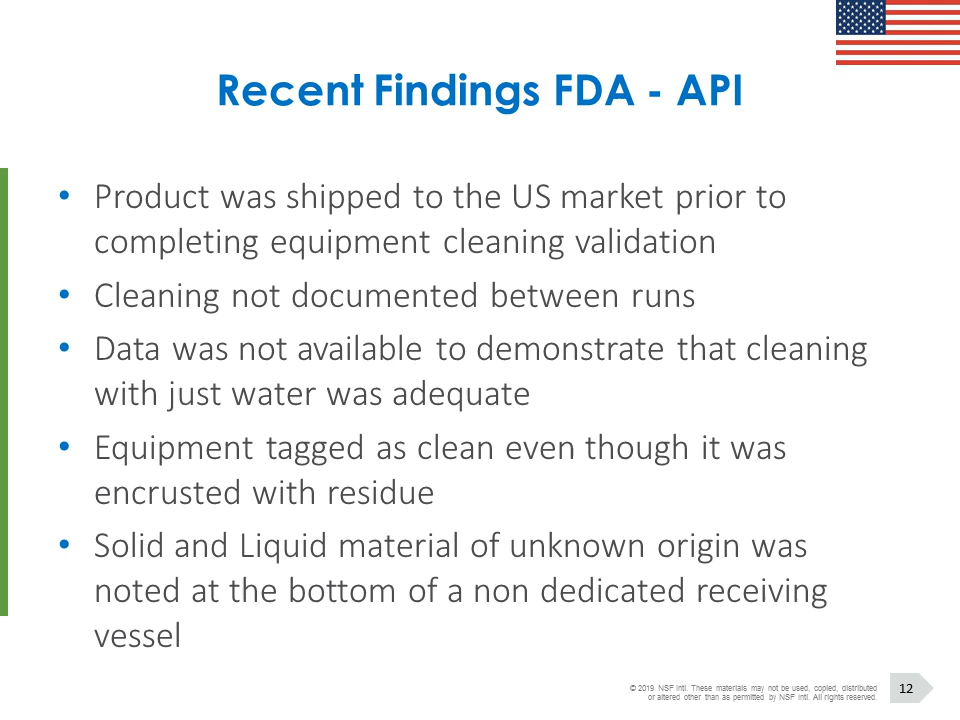 Recent Findings FDA - API
• Product was shipped to the US market prior to
completing equipment cleaning validation
• Cleaning not documented between runs
• Data was not available to demonstrate that cleaning
with just water was adequate
• Equipment tagged as clean even though it was
encrusted with residue
• Solid and Liquid material of unknown origin was
noted at the bottom of a non dedicated receiving
vessel
© 2019 NSF Intl. These materials may not be used, copied, distributed
or altered other than as permitted by NSF Intl. All rights reserved.
12